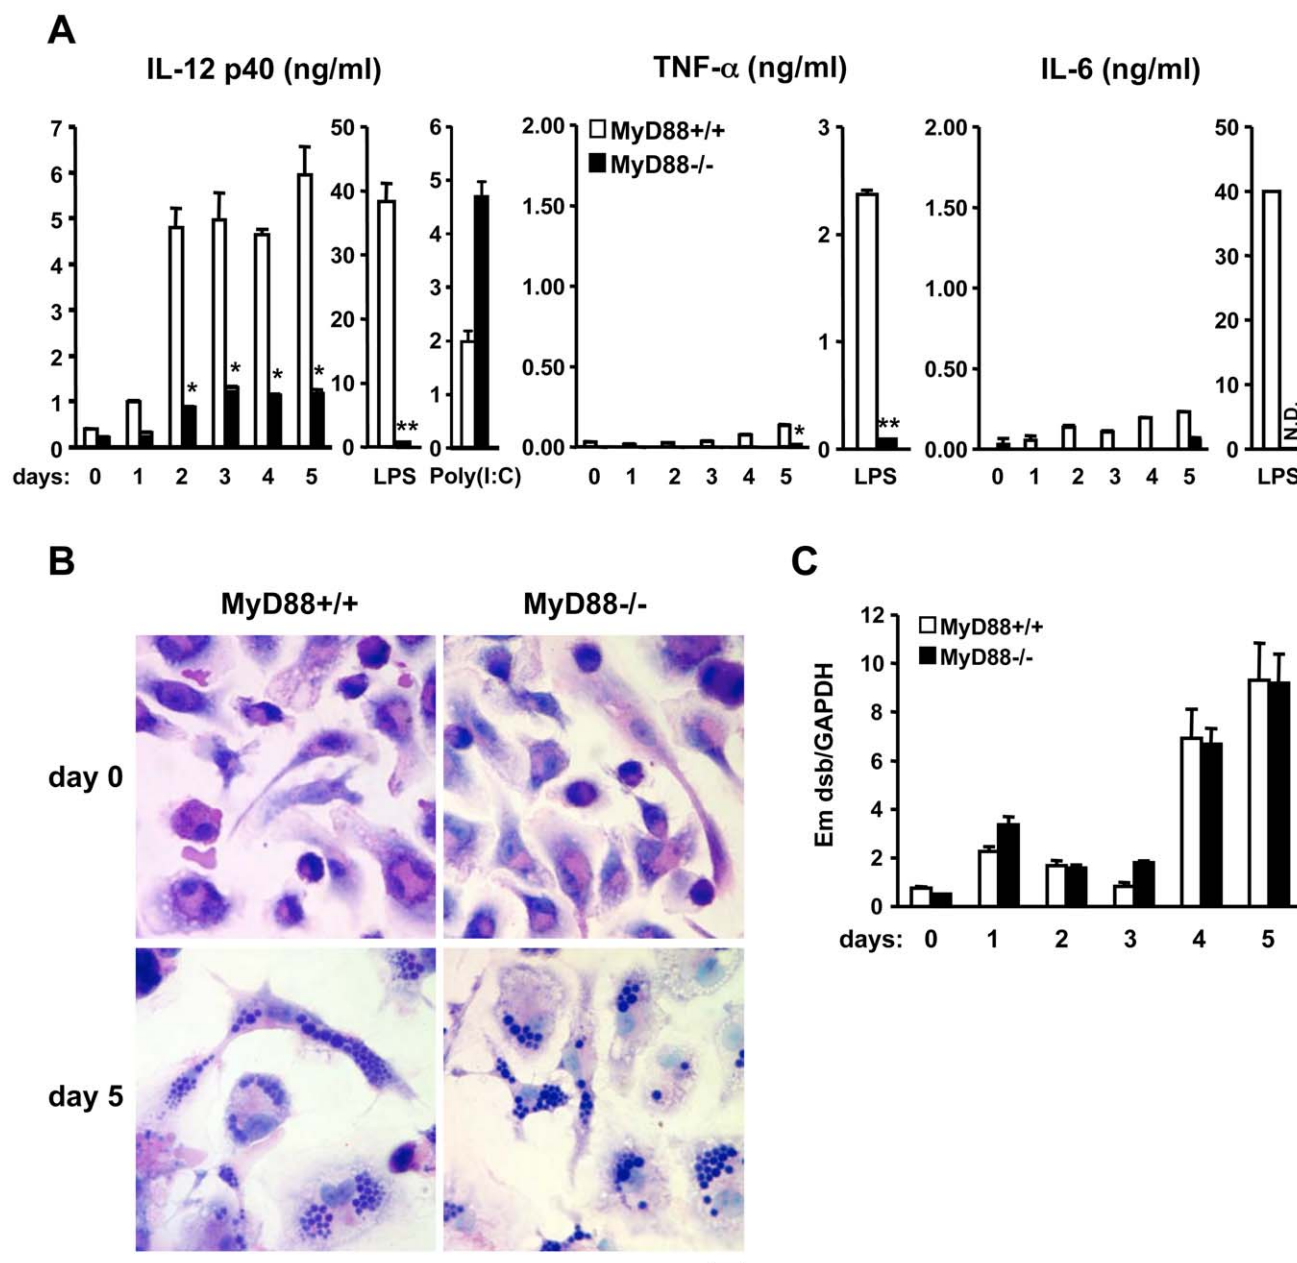 A
IL-12 p40 (ng/ml)
TNF-α (ng/ml)
IL-6 (ng/ml)
7 6 5 4 3 2 1 0
50 40 30 20 10 0
6 5 4 3 2 1 0
2.00 1.50 1.00 0.50 0.00
MyD88+/+
MyD88-/-
3 2 1 0
2.00 1.50 1.00 0.50 0.00
50 40 30 20 10 0
* * * *
**
*
**
N.D.
days: 0 1 2 3 4 5 LPS Poly(I:C) 0 1 2 3 4 5 LPS 0 1 2 3 4 5 LPS
B
MyD88+/+ MyD88-/-
day 0
day 5
C
Em dsb/GAPDH
12 10 8 6 4 2 0
MyD88+/+
MyD88-/-
days: 0 1 2 3 4 5